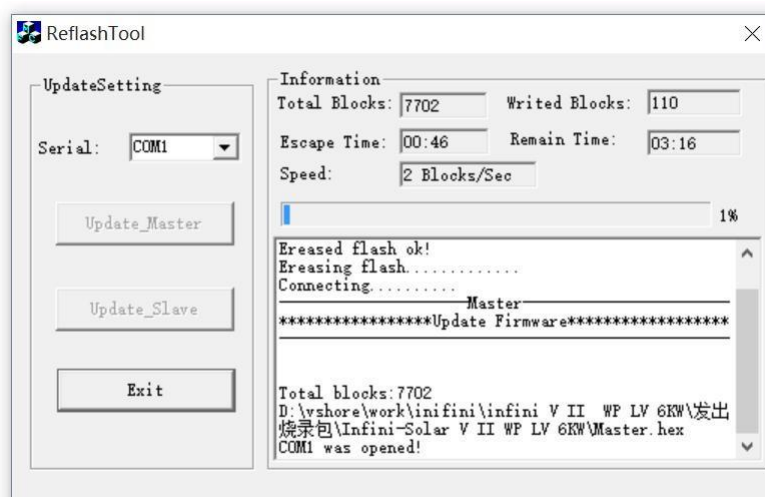 ReflashTool
UpdateSetting
Serial: COM1
Update_Master
Update_Slave
Exit
Information
Total Blocks: 7702 Writed Blocks: 110
Escape Time: 00:46 Remain Time: 03:16
Speed: 2 Blocks/Sec
1%
Ereased flash ok!
Ereasing flash.............
Connecting..........
Master
*****************Update Firmware******************
Total blocks:7702
D:\vshore\work\inifini\infini V II WP LV 6KW\发出
烧录包\Infini-Solar V II WP LV 6KW\Master.hex
COM1 was opened!